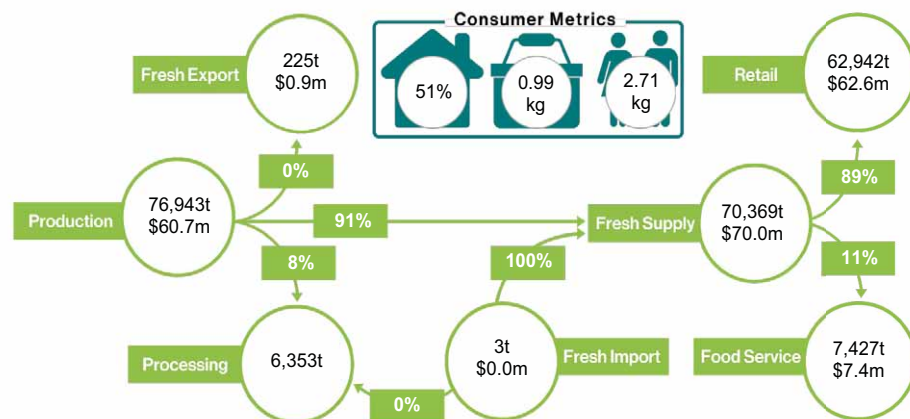 Consumer Metrics
Fresh Export
225t
$0.9m
51%
0.99
kg
2.71
kg
Retail
62,942t
$62.6m
0%
89%
Production
76,943t
$60.7m
91%
Fresh Supply
70,369t
$70.0m
8%
100%
11%
Processing
6,353t
3t
$0.0m
Fresh Import
Food Service
7,427t
$7.4m
0%